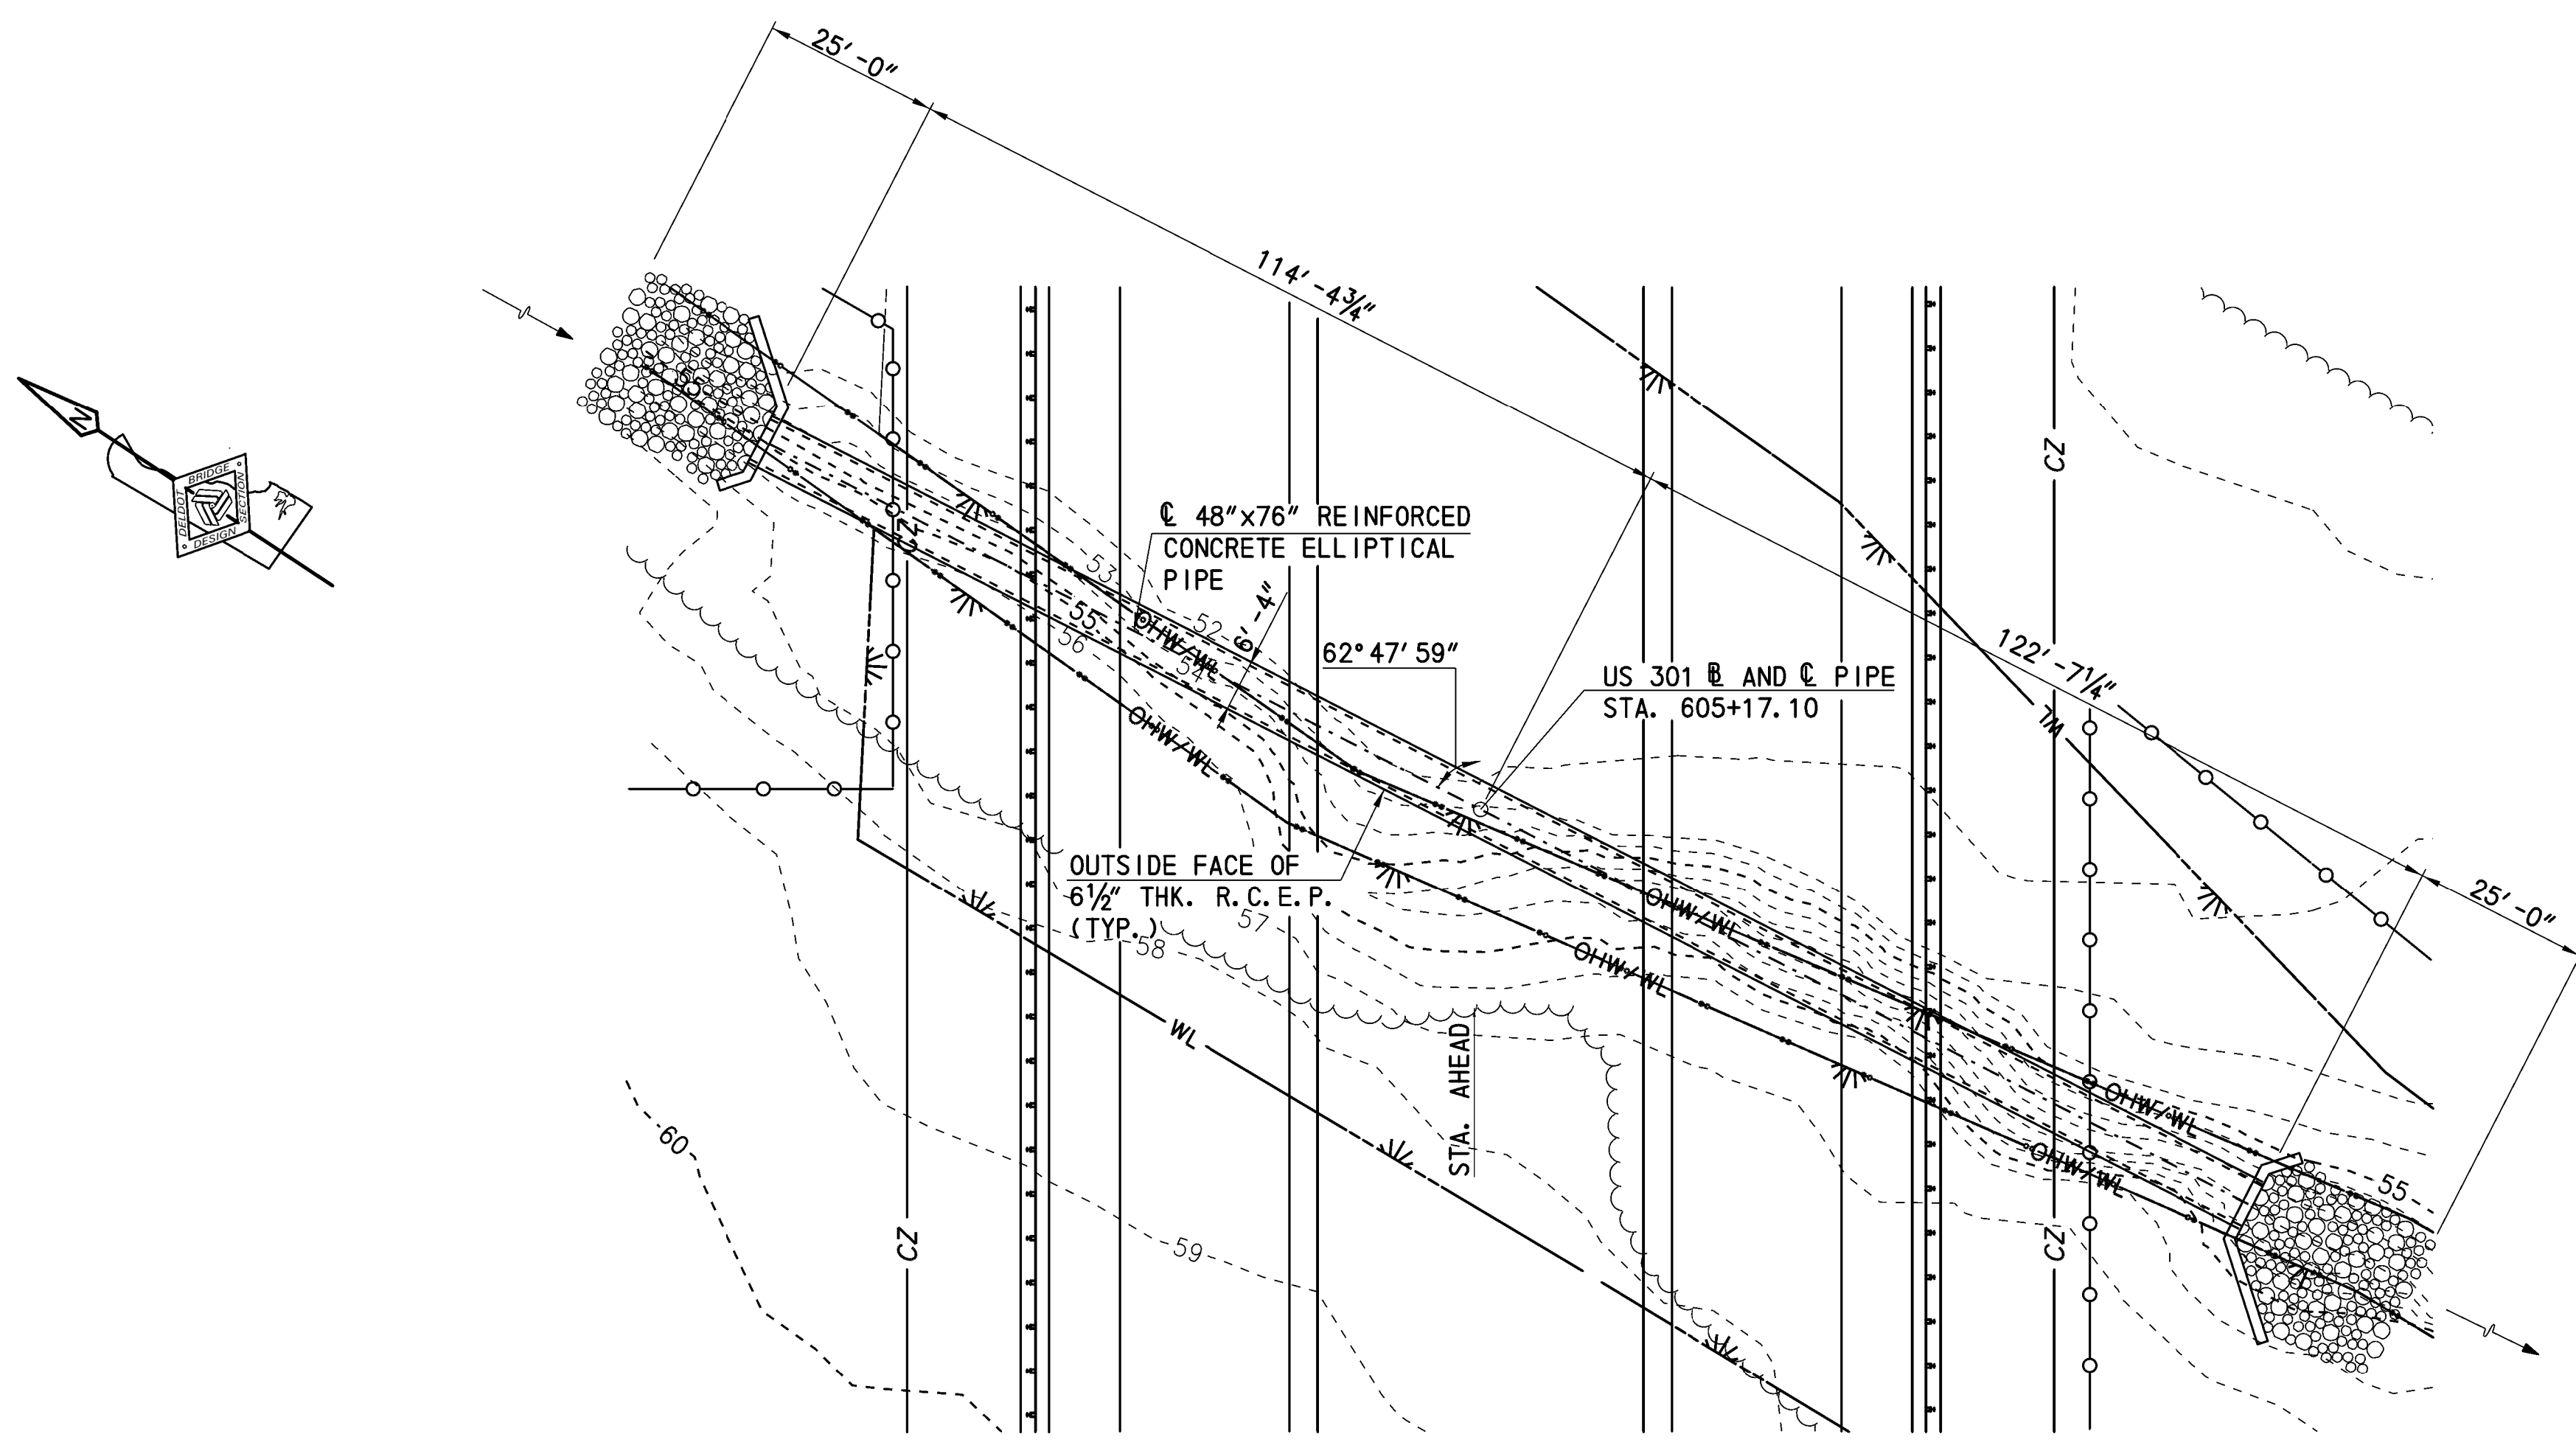 25'-0"
114'-4¾"
122'-7¼"
25'-0"
N
DELDOT
BRIDGE
SECTION
DESIGN
℄ 48"x76" REINFORCED
CONCRETE ELLIPTICAL
PIPE
6'-4"
62°47'59"
US 301 BL AND ℄ PIPE
STA. 605+17.10
OUTSIDE FACE OF
6½" THK. R.C.E.P.
(TYP.)
STA. AHEAD
CZ
CZ
CZ
CZ
WL
WL
OHW/WL
OHW/WL
OHW/WL
OHW/WL
OHW/WL
OHW/WL
53
52
55
56
54
57
58
59
60
55